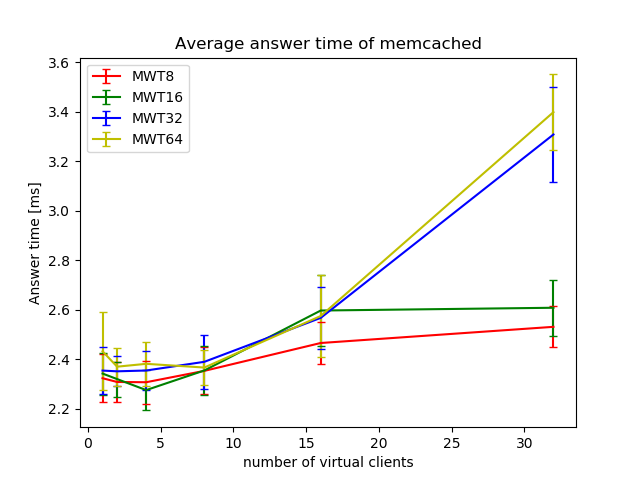 Average answer time of memcached
MWT8
MWT16
MWT32
MWT64
Answer time [ms]
3.6
3.4
3.2
3.0
2.8
2.6
2.4
2.2
0 5 10 15 20 25 30
number of virtual clients